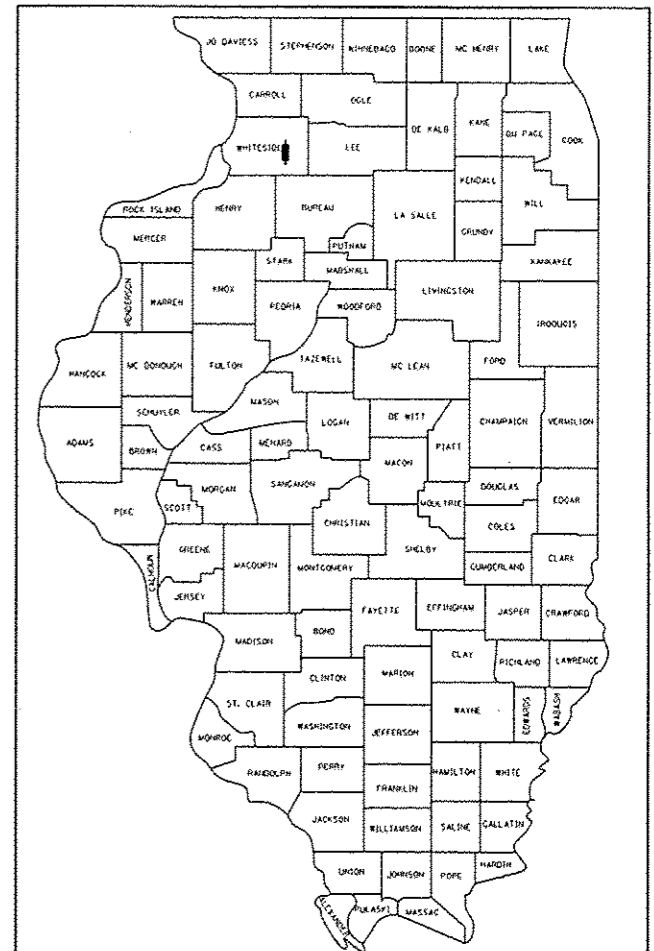 JO DAVIESS STEPHENSON WINNEBAGO BOONE MC HENRY LAKE
CARROLL OGLE DE KALB KANE DU PAGE COOK
WHITESIDE LEE
KENDALL WILL
ROCK ISLAND HENRY BUREAU LA SALLE GRUNDY
MERCER PUTNAM KANKAKEE
STARK MARSHALL
HENDERSON WARREN KNOX PEORIA WOODFORD LIVINGSTON IROQUOIS
HANCOCK MC DONOUGH FULTON TAZEWELL MC LEAN FORD
SCHUYLER MASON
ADAMS BROWN CASS MENARD LOGAN DE WITT PIATT CHAMPAIGN VERMILION
MACON
PIKE SCOTT MORGAN SANGAMON MOULTRIE DOUGLAS EDGAR
CHRISTIAN COLES
CALHOUN GREENE MACOUPIN MONTGOMERY SHELBY CUMBERLAND CLARK
JERSEY
FAYETTE EFFINGHAM JASPER CRAWFORD
MADISON BOND
CLAY RICHLAND LAWRENCE
CLINTON MARION
ST. CLAIR WAYNE EDWARDS WABASH
MONROE WASHINGTON JEFFERSON
RANDOLPH PERRY HAMILTON WHITE
FRANKLIN
JACKSON WILLIAMSON SALINE GALLATIN
UNION JOHNSON POPE HARDIN
ALEXANDER PULASKI MASSAC